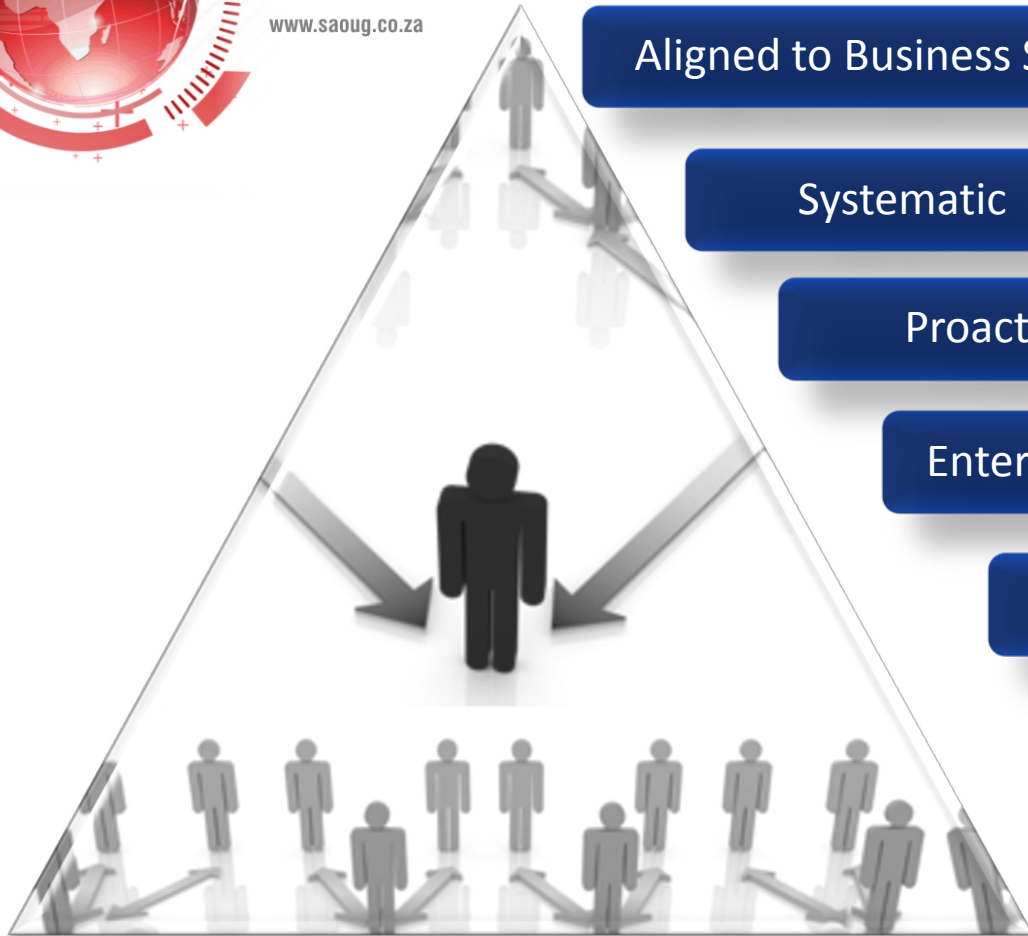 www.saoug.co.za
Aligned to Business S
Systematic
Proact
Enter